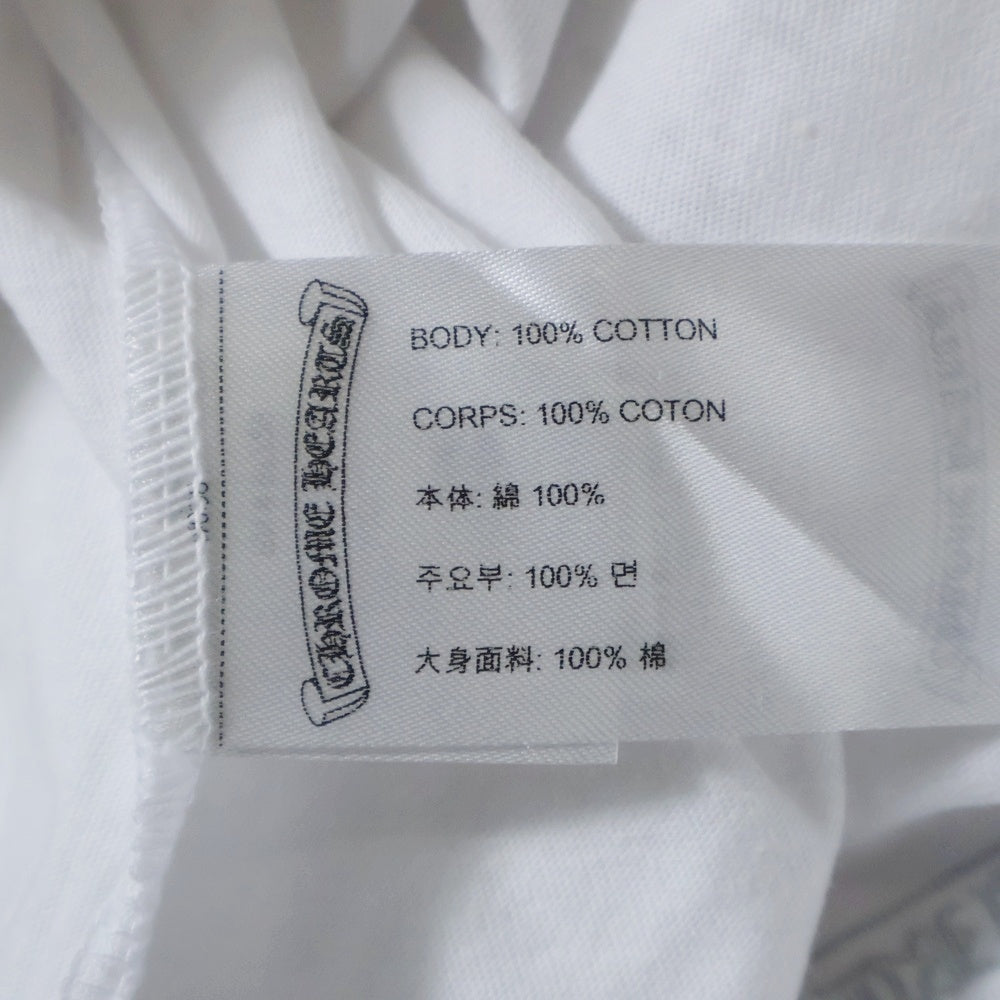 CHROME HEARTS
BODY: 100% COTTON
CORPS: 100% COTON
本体: 綿 100%
주요부: 100% 면
大身面料: 100% 棉